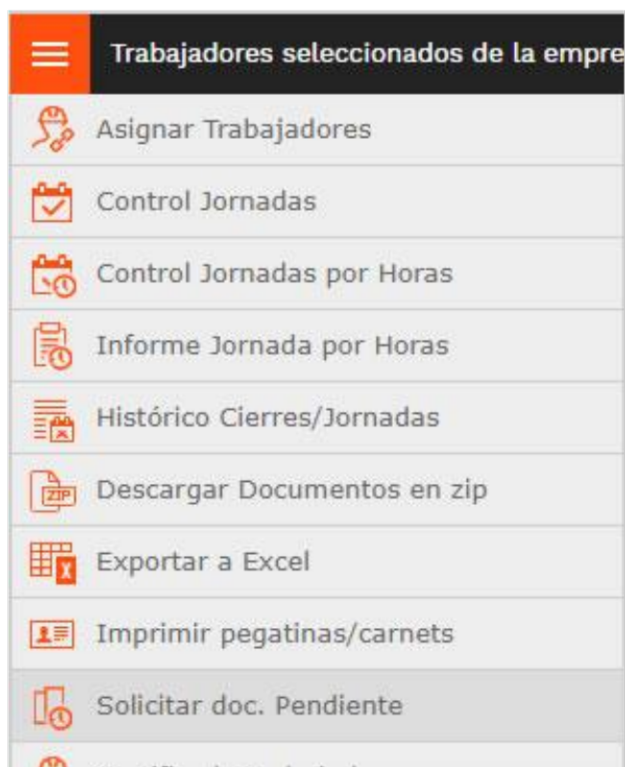 Trabajadores seleccionados de la empre
Asignar Trabajadores
Control Jornadas
Control Jornadas por Horas
Informe Jornada por Horas
Histórico Cierres/Jornadas
ZIP
Descargar Documentos en zip
X
Exportar a Excel
Imprimir pegatinas/carnets
Solicitar doc. Pendiente